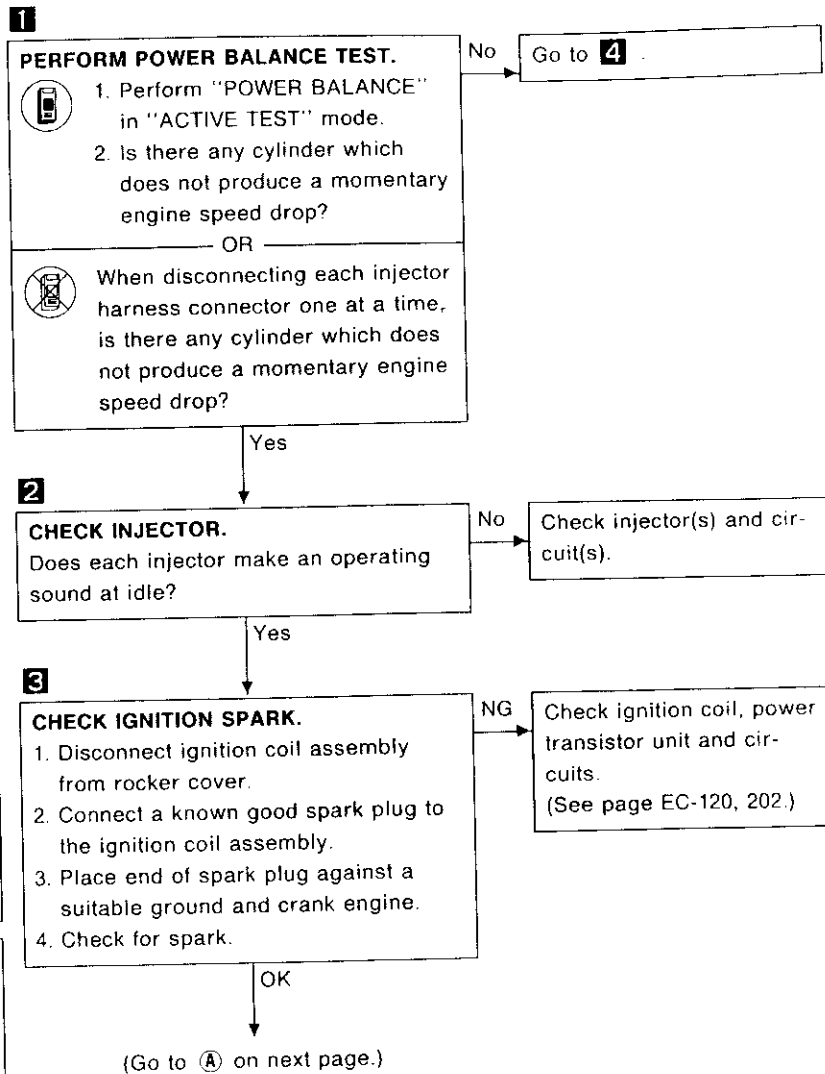 1
PERFORM POWER BALANCE TEST.
1. Perform "POWER BALANCE"
in "ACTIVE TEST" mode.
2. Is there any cylinder which
does not produce a momentary
engine speed drop?
OR
When disconnecting each injector
harness connector one at a time,
is there any cylinder which does
not produce a momentary engine
speed drop?
No
Go to 4 .
Yes
2
CHECK INJECTOR.
Does each injector make an operating
sound at idle?
No
Check injector(s) and cir-
cuit(s).
Yes
3
CHECK IGNITION SPARK.
1. Disconnect ignition coil assembly
from rocker cover.
2. Connect a known good spark plug to
the ignition coil assembly.
3. Place end of spark plug against a
suitable ground and crank engine.
4. Check for spark.
NG
Check ignition coil, power
transistor unit and cir-
cuits.
(See page EC-120, 202.)
OK
(Go to Ⓐ on next page.)